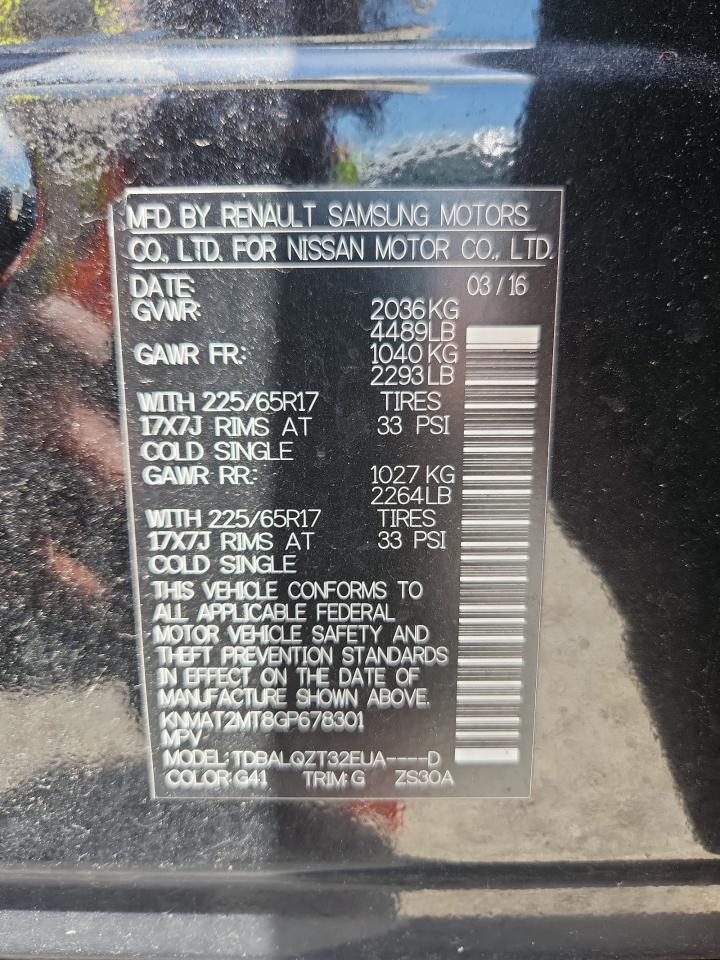 MFD BY RENAULT SAMSUNG MOTORS
CO., LTD. FOR NISSAN MOTOR CO., LTD.
DATE: 03 / 16
GVWR: 2036 KG
4489 LB
GAWR FR: 1040 KG
2293 LB
WITH 225/65R17 TIRES
17X7J RIMS AT 33 PSI
COLD SINGLE
GAWR RR: 1027 KG
2264 LB
WITH 225/65R17 TIRES
17X7J RIMS AT 33 PSI
COLD SINGLE
THIS VEHICLE CONFORMS TO
ALL APPLICABLE FEDERAL
MOTOR VEHICLE SAFETY AND
THEFT PREVENTION STANDARDS
IN EFFECT ON THE DATE OF
MANUFACTURE SHOWN ABOVE.
KNMAT2MT8GP678301
MPV
MODEL: TDBALQZT32EUA----D
COLOR: G41 TRIM: G ZS30A